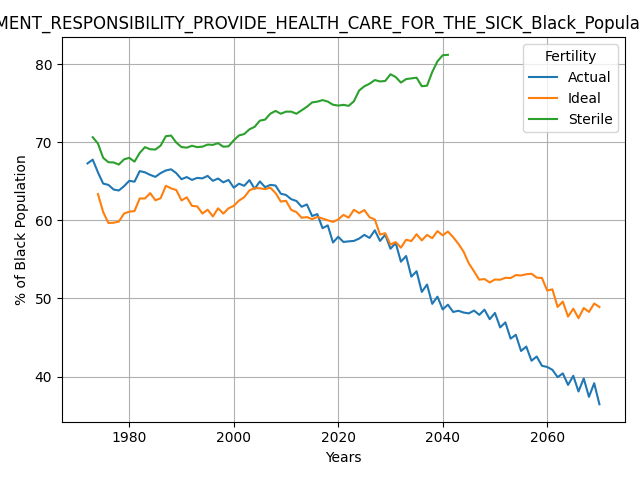 MENT_RESPONSIBILITY_PROVIDE_HEALTH_CARE_FOR_THE_SICK_Black_Popula
Fertility
Actual
Ideal
Sterile
% of Black Population
80
70
60
50
40
1980
2000
2020
2040
2060
Years